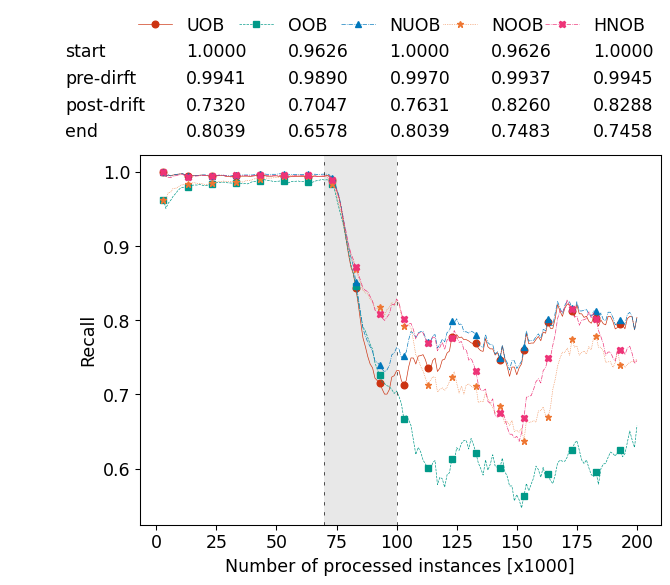 UOB OOB NUOB NOOB HNOB
start 1.0000 0.9626 1.0000 0.9626 1.0000
pre-dirft 0.9941 0.9890 0.9970 0.9937 0.9945
post-drift 0.7320 0.7047 0.7631 0.8260 0.8288
end 0.8039 0.6578 0.8039 0.7483 0.7458
1.0
0.9
0.8
0.7
0.6
Recall
0 25 50 75 100 125 150 175 200
Number of processed instances [x1000]